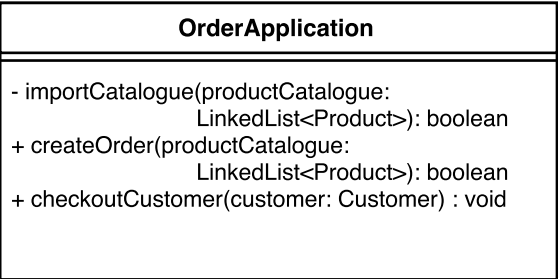 OrderApplication
- importCatalogue(productCatalogue:
LinkedList<Product>): boolean
+ createOrder(productCatalogue:
LinkedList<Product>): boolean
+ checkoutCustomer(customer: Customer) : void